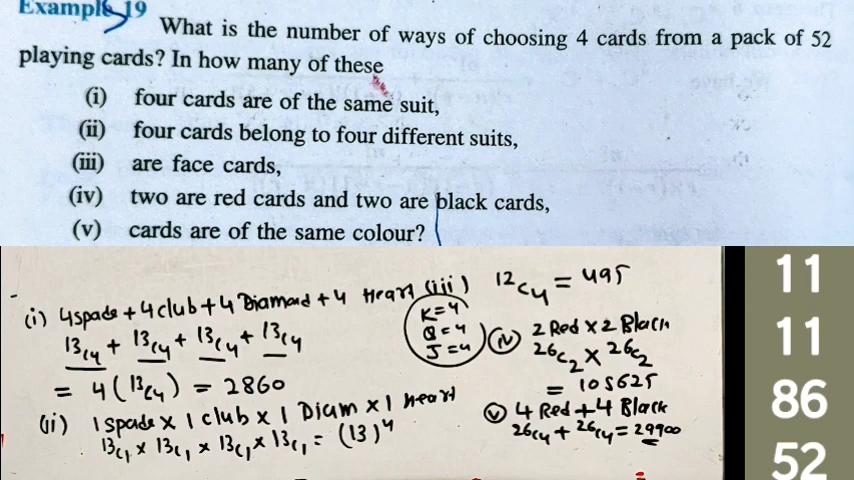 Example 19
What is the number of ways of choosing 4 cards from a pack of 52
playing cards? In how many of these
(i) four cards are of the same suit,
(ii) four cards belong to four different suits,
(iii) are face cards,
(iv) two are red cards and two are black cards,
(v) cards are of the same colour?
(i) 4 spade + 4 club + 4 Diamond + 4 Heart
13C4 + 13C4 + 13C4 + 13C4
= 4 (13C4) = 2860
(ii) 1 spade x 1 club x 1 Diam x 1 Heart
13C1 x 13C1 x 13C1 x 13C1 = (13)4
(iii) 12C4 = 495
K = 4
Q = 4
J = 4
(iv) 2 Red x 2 Black
26C2 x 26C2
= 105625
(v) 4 Red + 4 Black
26C4 + 26C4 = 29900
11
11
86
52